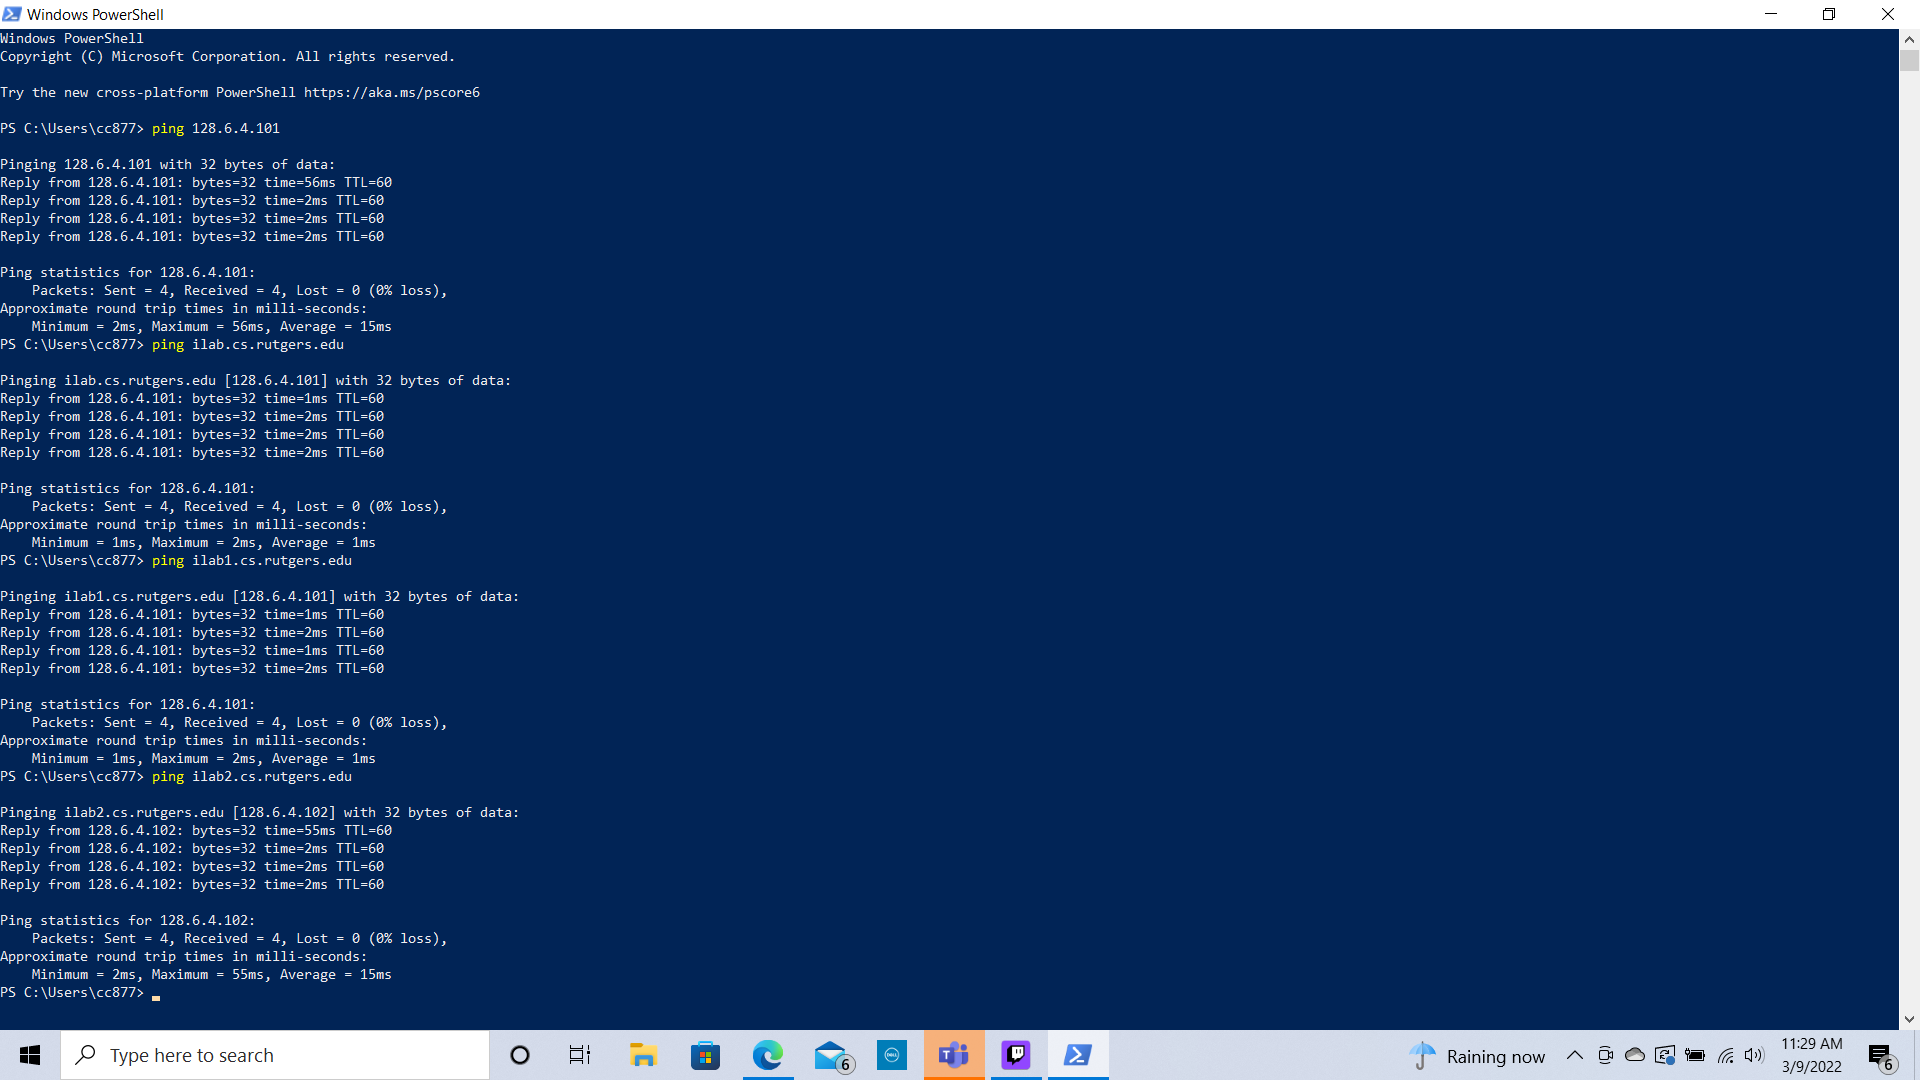 Windows PowerShell
Windows PowerShell
Copyright (C) Microsoft Corporation. All rights reserved.
Try the new cross-platform PowerShell https://aka.ms/pscore6
PS C:\Users\cc877> ping 128.6.4.101
Pinging 128.6.4.101 with 32 bytes of data:
Reply from 128.6.4.101: bytes=32 time=56ms TTL=60
Reply from 128.6.4.101: bytes=32 time=2ms TTL=60
Reply from 128.6.4.101: bytes=32 time=2ms TTL=60
Reply from 128.6.4.101: bytes=32 time=2ms TTL=60
Ping statistics for 128.6.4.101:
    Packets: Sent = 4, Received = 4, Lost = 0 (0% loss),
Approximate round trip times in milli-seconds:
    Minimum = 2ms, Maximum = 56ms, Average = 15ms
PS C:\Users\cc877> ping ilab.cs.rutgers.edu
Pinging ilab.cs.rutgers.edu [128.6.4.101] with 32 bytes of data:
Reply from 128.6.4.101: bytes=32 time=1ms TTL=60
Reply from 128.6.4.101: bytes=32 time=2ms TTL=60
Reply from 128.6.4.101: bytes=32 time=2ms TTL=60
Reply from 128.6.4.101: bytes=32 time=2ms TTL=60
Ping statistics for 128.6.4.101:
    Packets: Sent = 4, Received = 4, Lost = 0 (0% loss),
Approximate round trip times in milli-seconds:
    Minimum = 1ms, Maximum = 2ms, Average = 1ms
PS C:\Users\cc877> ping ilab1.cs.rutgers.edu
Pinging ilab1.cs.rutgers.edu [128.6.4.101] with 32 bytes of data:
Reply from 128.6.4.101: bytes=32 time=1ms TTL=60
Reply from 128.6.4.101: bytes=32 time=2ms TTL=60
Reply from 128.6.4.101: bytes=32 time=1ms TTL=60
Reply from 128.6.4.101: bytes=32 time=2ms TTL=60
Ping statistics for 128.6.4.101:
    Packets: Sent = 4, Received = 4, Lost = 0 (0% loss),
Approximate round trip times in milli-seconds:
    Minimum = 1ms, Maximum = 2ms, Average = 1ms
PS C:\Users\cc877> ping ilab2.cs.rutgers.edu
Pinging ilab2.cs.rutgers.edu [128.6.4.102] with 32 bytes of data:
Reply from 128.6.4.102: bytes=32 time=55ms TTL=60
Reply from 128.6.4.102: bytes=32 time=2ms TTL=60
Reply from 128.6.4.102: bytes=32 time=2ms TTL=60
Reply from 128.6.4.102: bytes=32 time=2ms TTL=60
Ping statistics for 128.6.4.102:
    Packets: Sent = 4, Received = 4, Lost = 0 (0% loss),
Approximate round trip times in milli-seconds:
    Minimum = 2ms, Maximum = 55ms, Average = 15ms
PS C:\Users\cc877>
Type here to search
6
DELL
T
Raining now
11:29 AM
3/9/2022
6